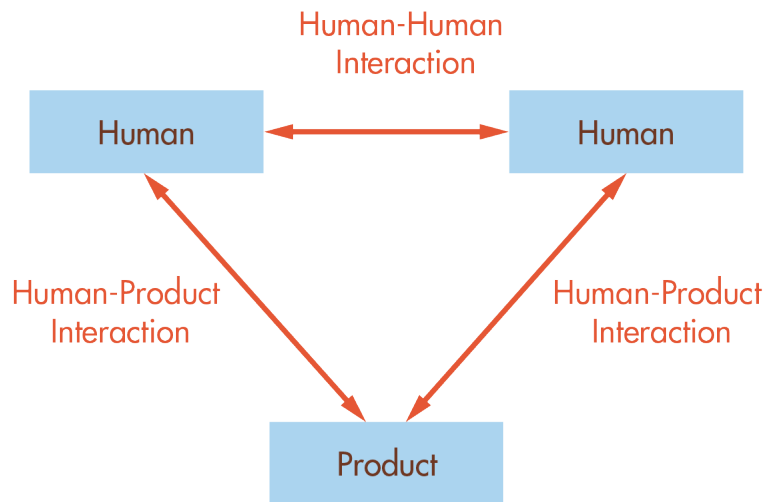 Human-Human
Interaction
Human
Human
Human-Product
Interaction
Human-Product
Interaction
Product